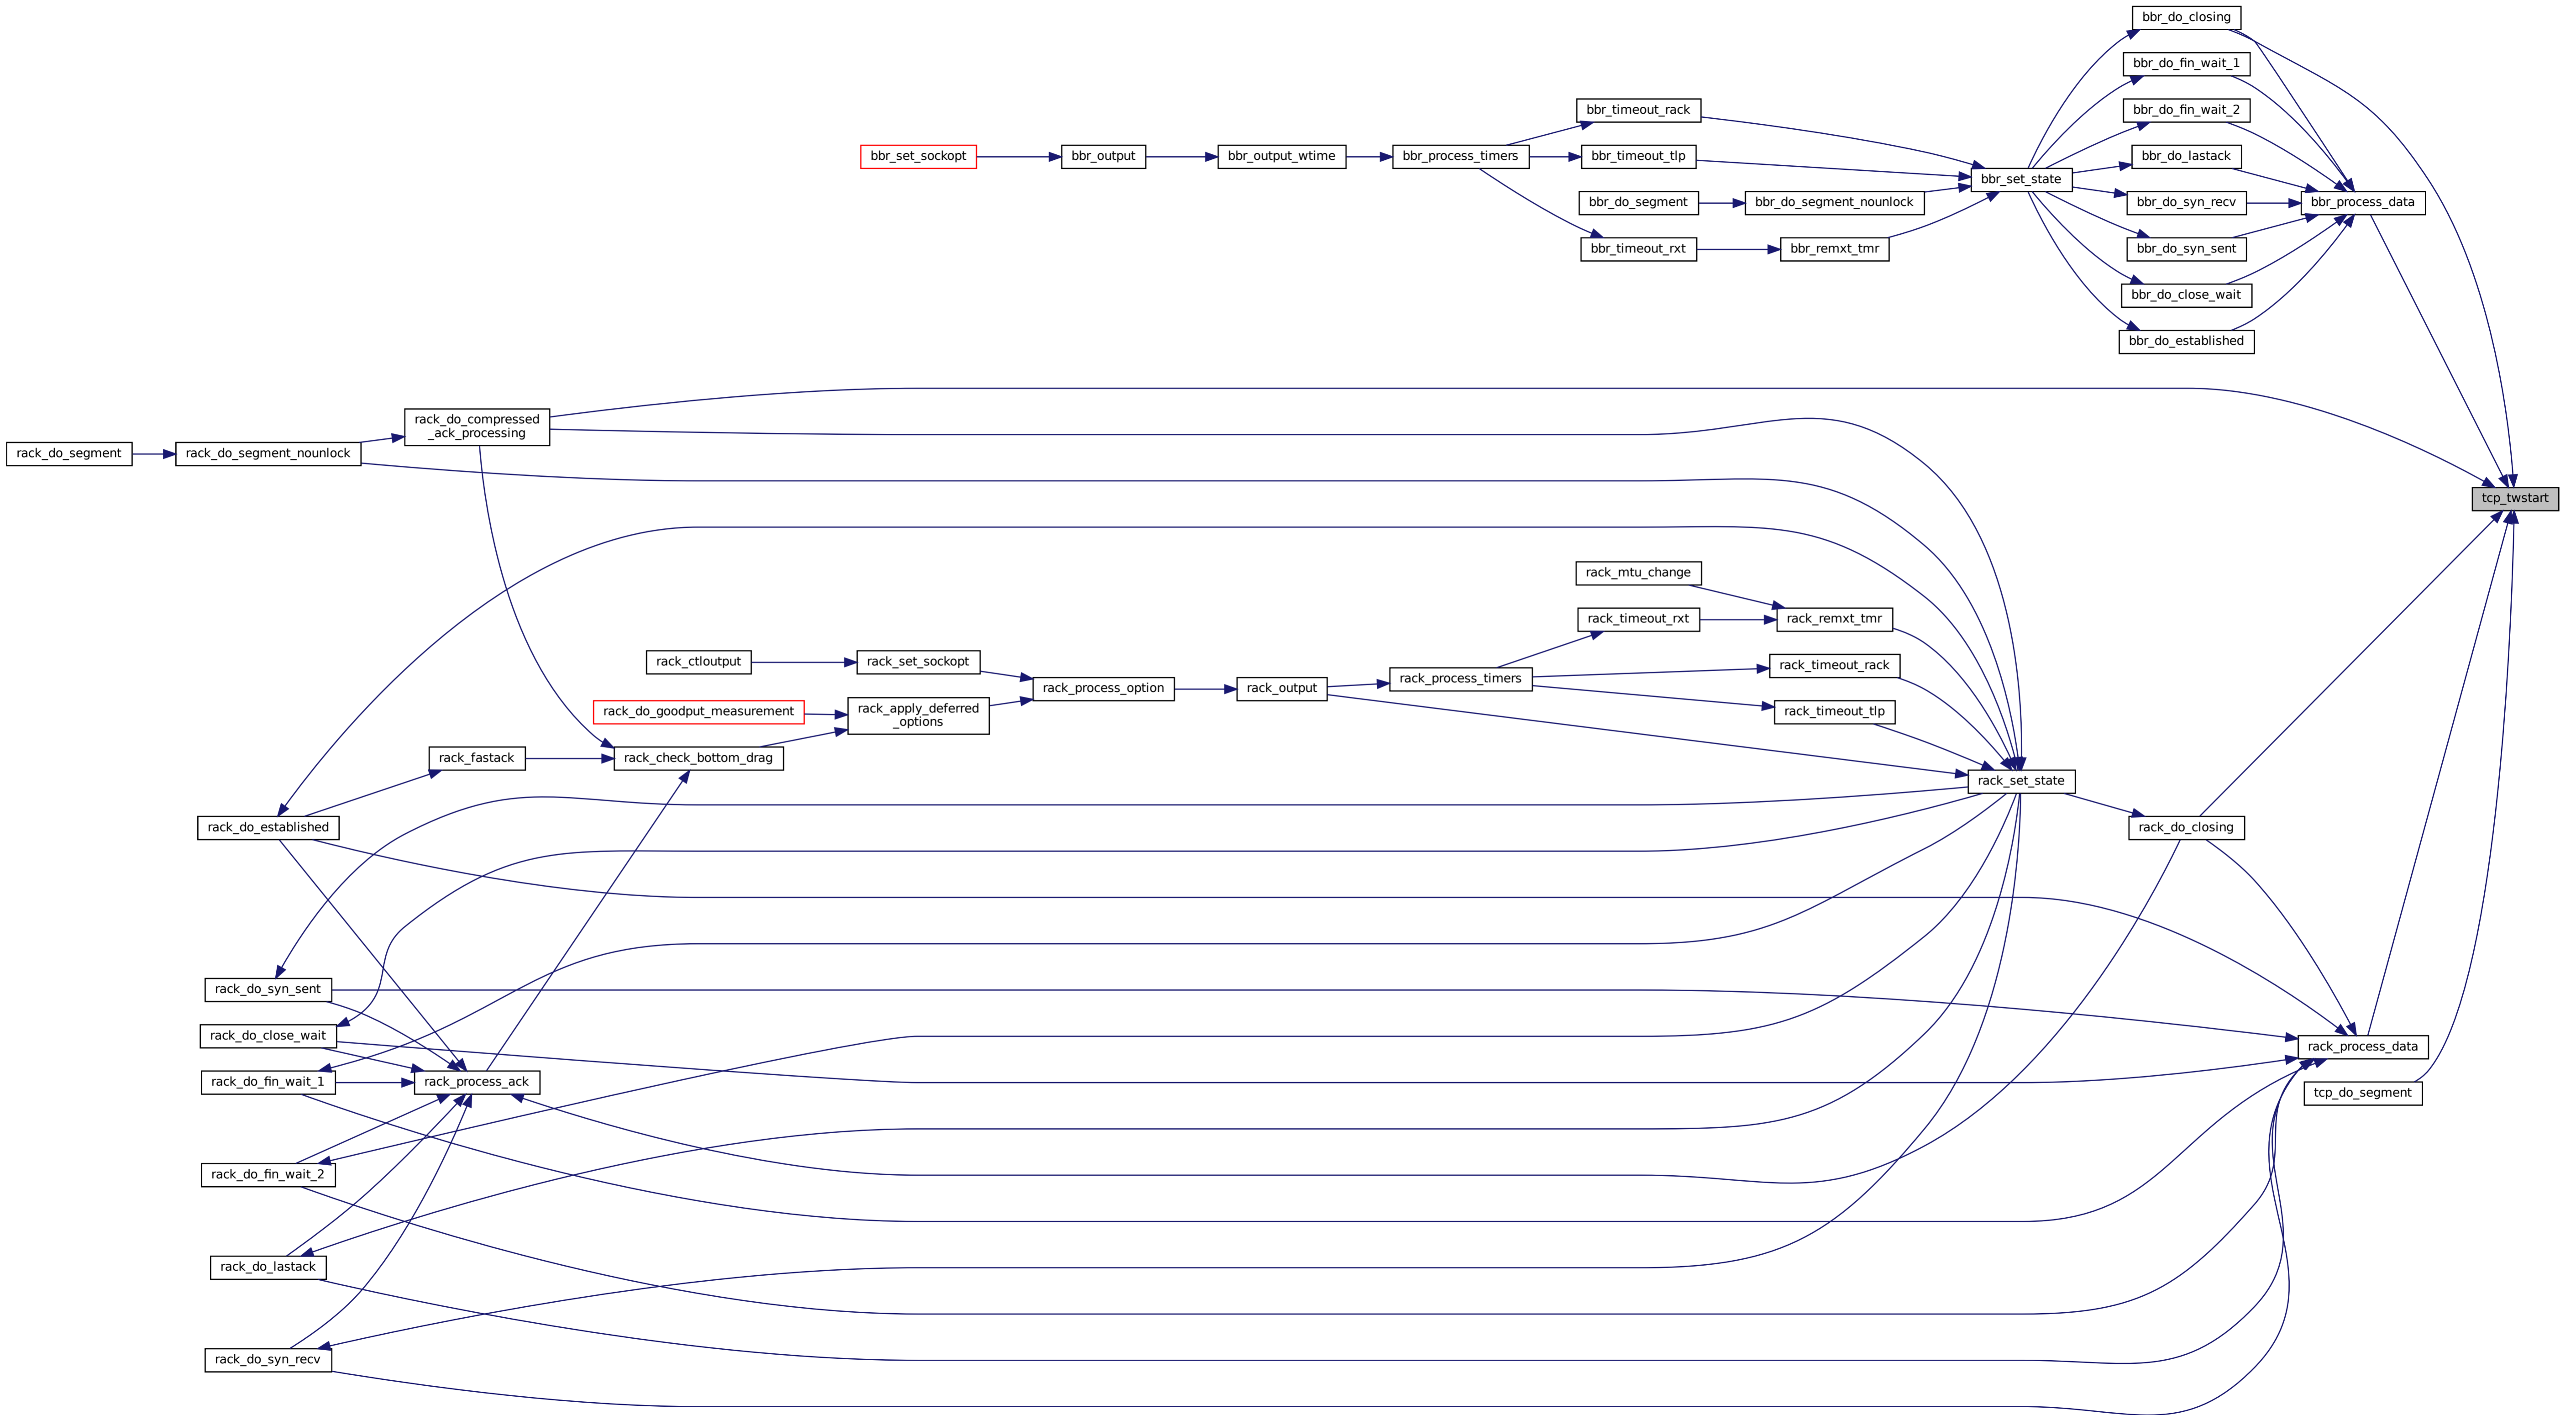 bbr_do_closing
bbr_do_fin_wait_1
bbr_timeout_rack
bbr_do_fin_wait_2
bbr_set_sockopt
bbr_output
bbr_output_wtime
bbr_process_timers
bbr_timeout_tlp
bbr_do_lastack
bbr_set_state
bbr_do_segment
bbr_do_segment_nounlock
bbr_do_syn_recv
bbr_process_data
bbr_timeout_rxt
bbr_remxt_tmr
bbr_do_syn_sent
bbr_do_close_wait
bbr_do_established
rack_do_compressed
_ack_processing
rack_do_segment
rack_do_segment_nounlock
tcp_twstart
rack_mtu_change
rack_timeout_rxt
rack_remxt_tmr
rack_ctloutput
rack_set_sockopt
rack_timeout_rack
rack_process_timers
rack_process_option
rack_output
rack_do_goodput_measurement
rack_apply_deferred
_options
rack_timeout_tlp
rack_fastack
rack_check_bottom_drag
rack_set_state
rack_do_established
rack_do_closing
rack_do_syn_sent
rack_do_close_wait
rack_process_data
rack_do_fin_wait_1
rack_process_ack
tcp_do_segment
rack_do_fin_wait_2
rack_do_lastack
rack_do_syn_recv